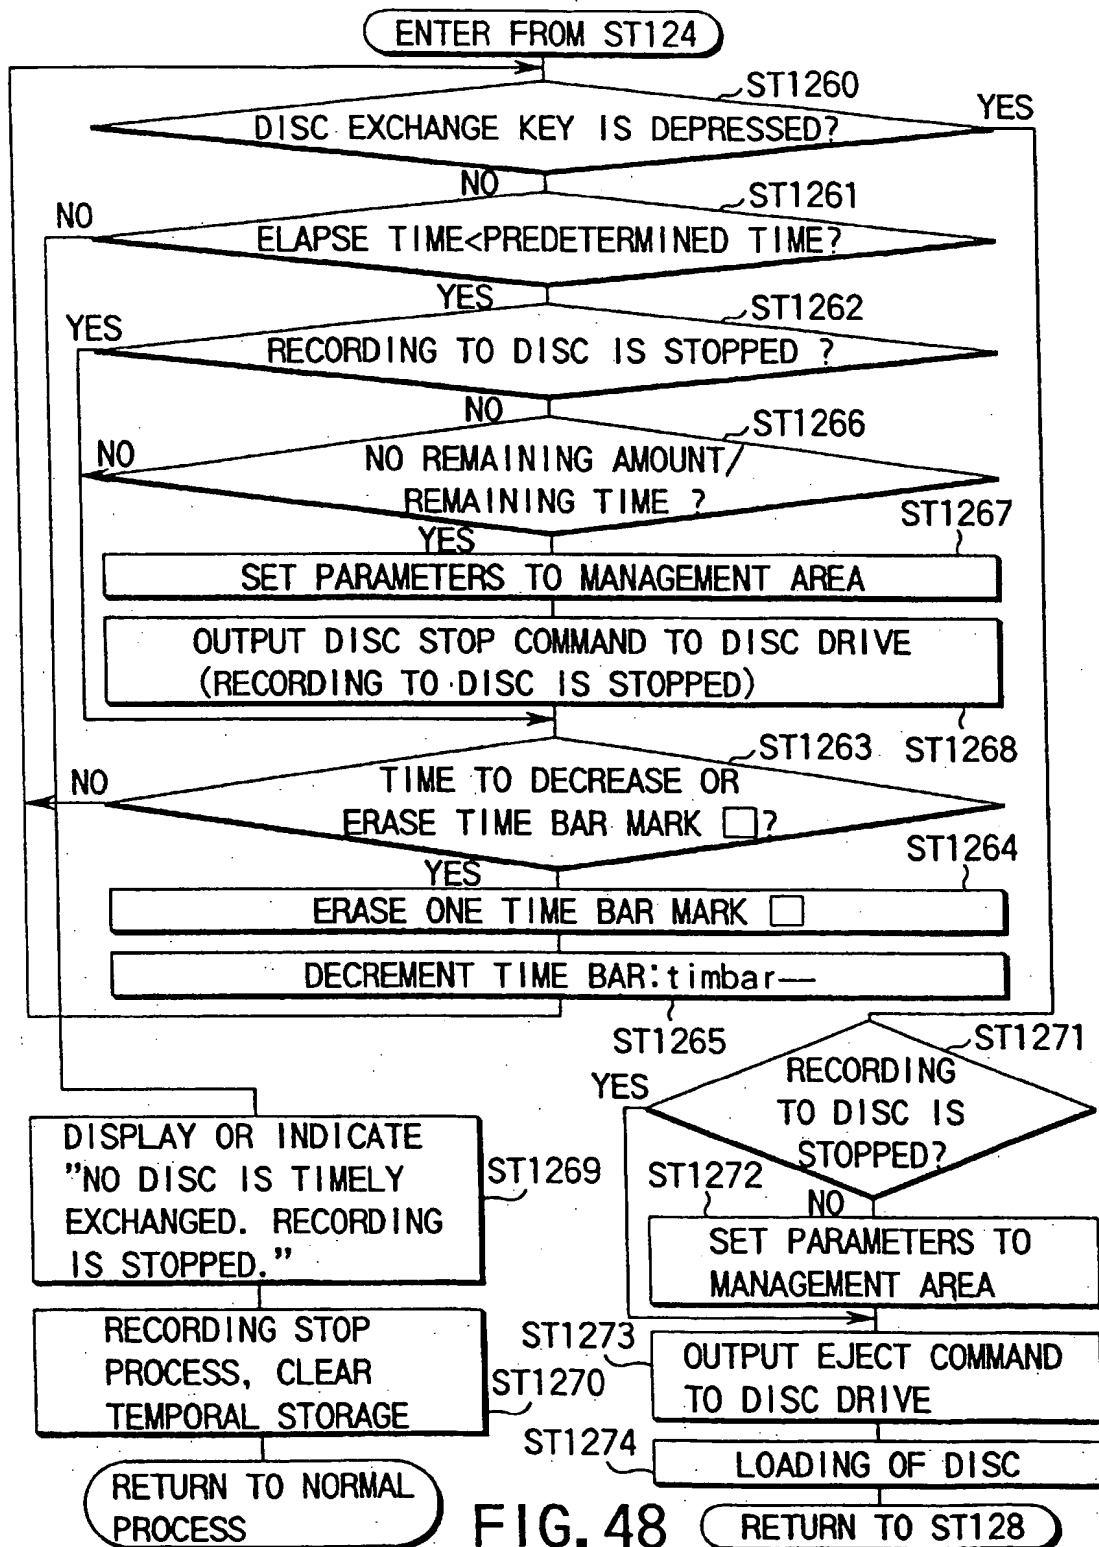 ENTER FROM ST124
ST1260
DISC EXCHANGE KEY IS DEPRESSED?
YES
NO
ST1261
NO
ELAPSE TIME<PREDETERMINED TIME?
YES
ST1262
YES
RECORDING TO DISC IS STOPPED ?
NO
ST1266
NO
NO REMAINING AMOUNT/
REMAINING TIME ?
YES
ST1267
SET PARAMETERS TO MANAGEMENT AREA
OUTPUT DISC STOP COMMAND TO DISC DRIVE
(RECORDING TO DISC IS STOPPED)
ST1268
ST1263
NO
TIME TO DECREASE OR
ERASE TIME BAR MARK □?
YES
ST1264
ERASE ONE TIME BAR MARK □
DECREMENT TIME BAR:timbar––
ST1265
ST1271
YES
RECORDING
TO DISC IS
STOPPED?
NO
ST1272
SET PARAMETERS TO
MANAGEMENT AREA
DISPLAY OR INDICATE
"NO DISC IS TIMELY
EXCHANGED. RECORDING
IS STOPPED."
ST1269
RECORDING STOP
PROCESS, CLEAR
TEMPORAL STORAGE
ST1270
ST1273
OUTPUT EJECT COMMAND
TO DISC DRIVE
ST1274
LOADING OF DISC
RETURN TO NORMAL
PROCESS
FIG. 48
RETURN TO ST128